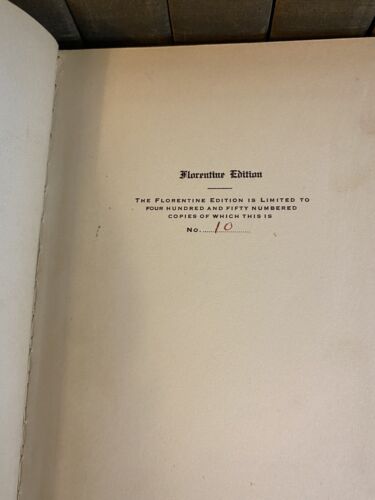 Florentine Edition
The Florentine Edition is Limited to
four hundred and fifty numbered
copies of which this is
No. ........10............